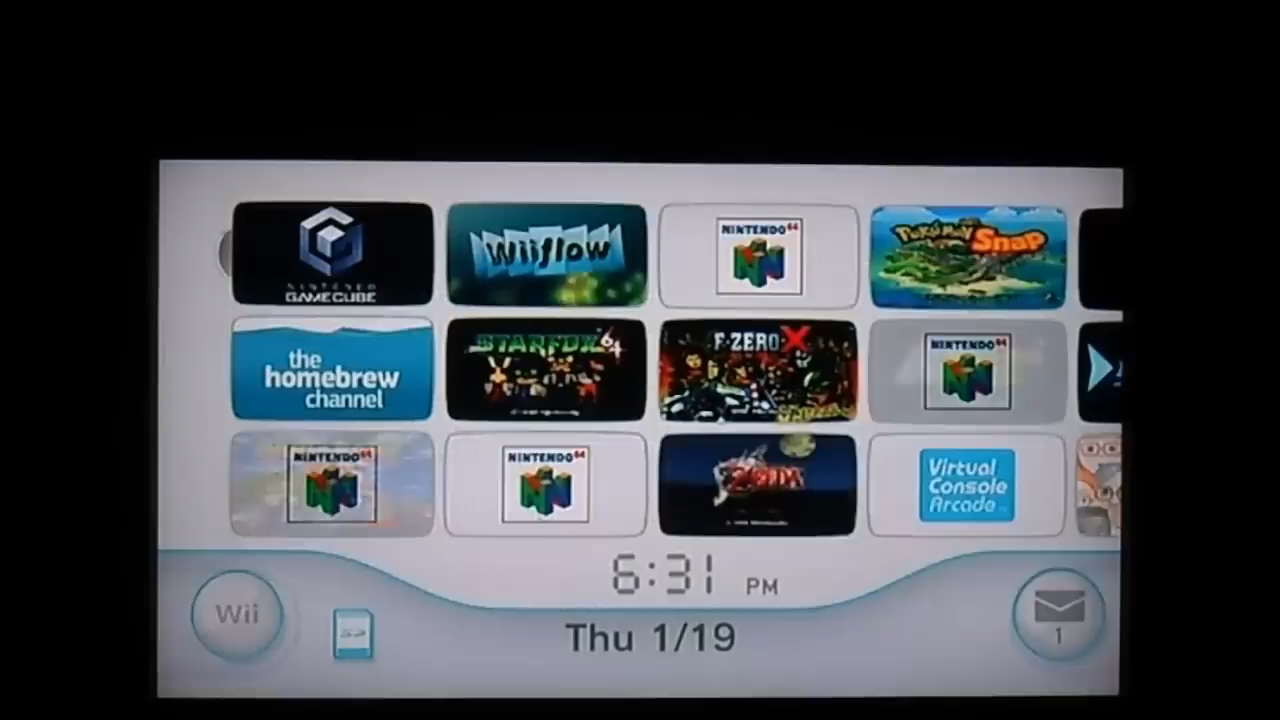 NINTENDO
GAMECUBE
Wiiflow
NINTENDO 64
Pokémon
Snap
the
homebrew
channel
STARFOX 64
F-ZERO X
NINTENDO 64
NINTENDO 64
NINTENDO 64
ZELDA
Virtual
Console
Arcade
6:31 PM
Wii
Thu 1/19
1